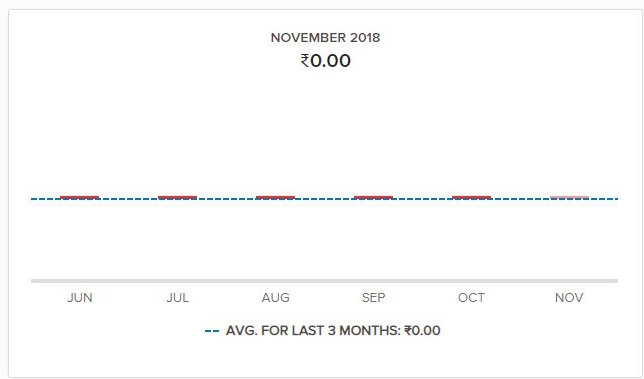 NOVEMBER 2018
₹0.00
JUN JUL AUG SEP OCT NOV
AVG. FOR LAST 3 MONTHS: ₹0.00